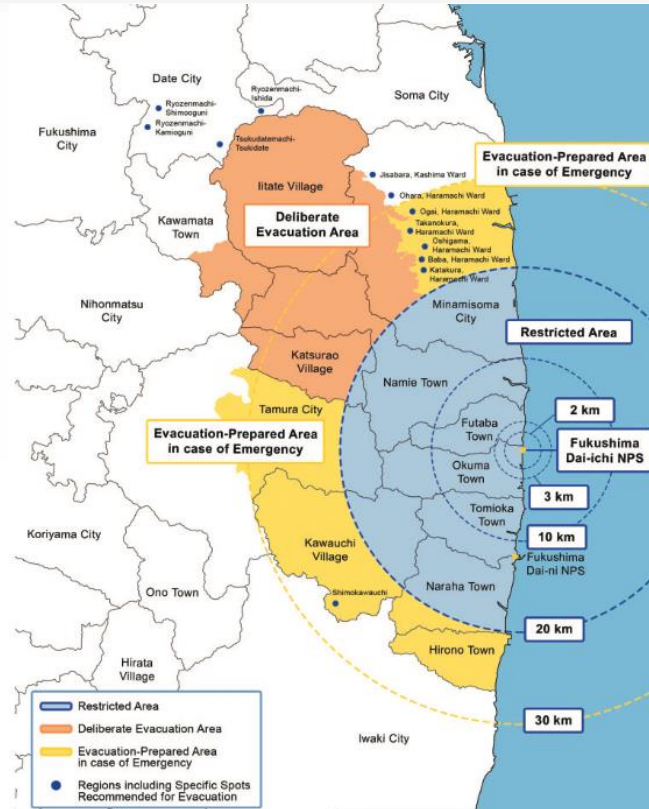 Date City
Ryozenmachi-
Ishida
Soma City
Ryozenmachi-
Shimooguni
Ryozenmachi-
Kamioguni
Fukushima
City
Tsukudatemachi-
Tsukidote
Evacuation-Prepared Area
in case of Emergency
Jisabara, Kashima Ward
Iitate Village
Ohara, Haramachi Ward
Kawamata
Town
Deliberate
Evacuation Area
Ogai, Haramachi Ward
Takanokura,
Haramachi Ward
Oshigama,
Haramachi Ward
Baba, Haramachi Ward
Katakura,
Haramachi Ward
Nihonmatsu
City
Minamisoma
City
Restricted Area
Katsurao
Village
Namie Town
Tamura City
2 km
Evacuation-Prepared Area
in case of Emergency
Futaba
Town
Fukushima
Dai-ichi NPS
Okuma
Town
3 km
Tomioka
Town
Koriyama City
10 km
Kawauchi
Village
Fukushima
Dai-ni NPS
Ono Town
Shimokawauchi
Naraha Town
20 km
Hirono Town
Hirata
Village
30 km
Iwaki City
Restricted Area
Deliberate Evacuation Area
Evacuation-Prepared Area
in case of Emergency
Regions including Specific Spots
Recommended for Evacuation